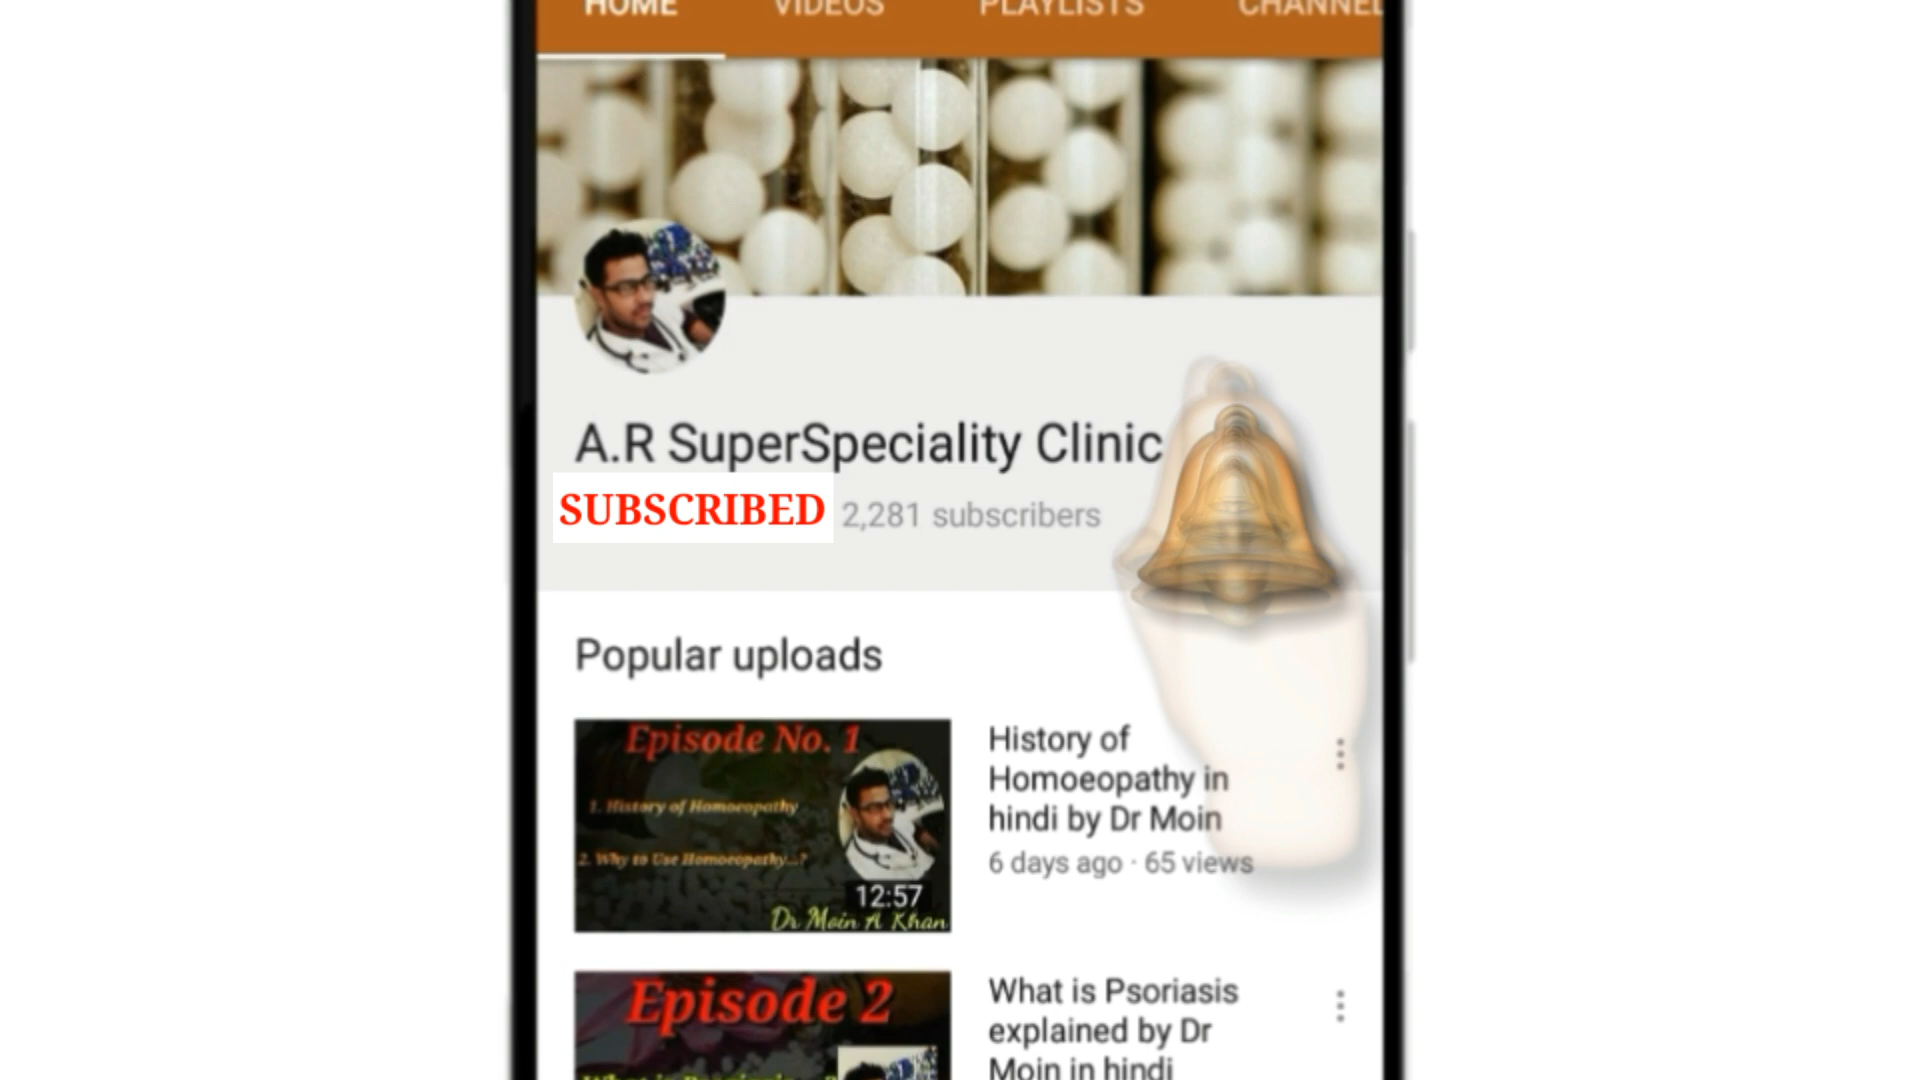 HOME VIDEOS PLAYLISTS CHANNEL
A.R SuperSpeciality Clinic
SUBSCRIBED 2,281 subscribers
Popular uploads
Episode No. 1
1. History of Homoeopathy
2. Why to Use Homoeopathy...?
12:57
Dr Moin A Khan
History of
Homoeopathy in
hindi by Dr Moin
6 days ago · 65 views
Episode 2
What is Psoriasis
explained by Dr
Moin in hindi